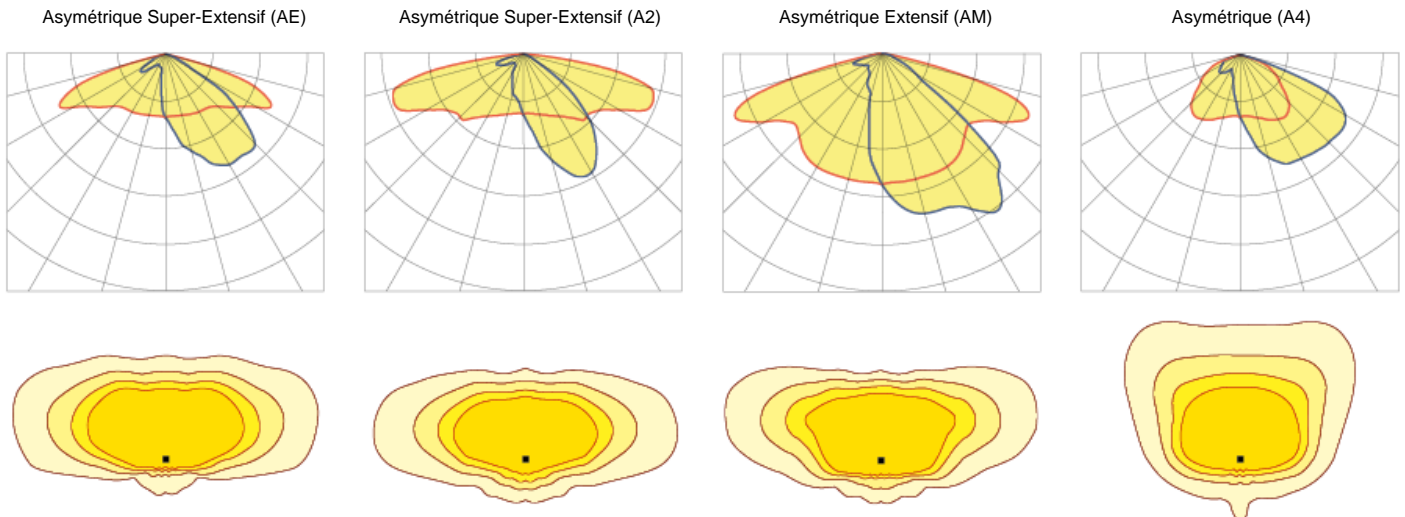 Asymétrique Super-Extensif (AE)
Asymétrique Super-Extensif (A2)
Asymétrique Extensif (AM)
Asymétrique (A4)